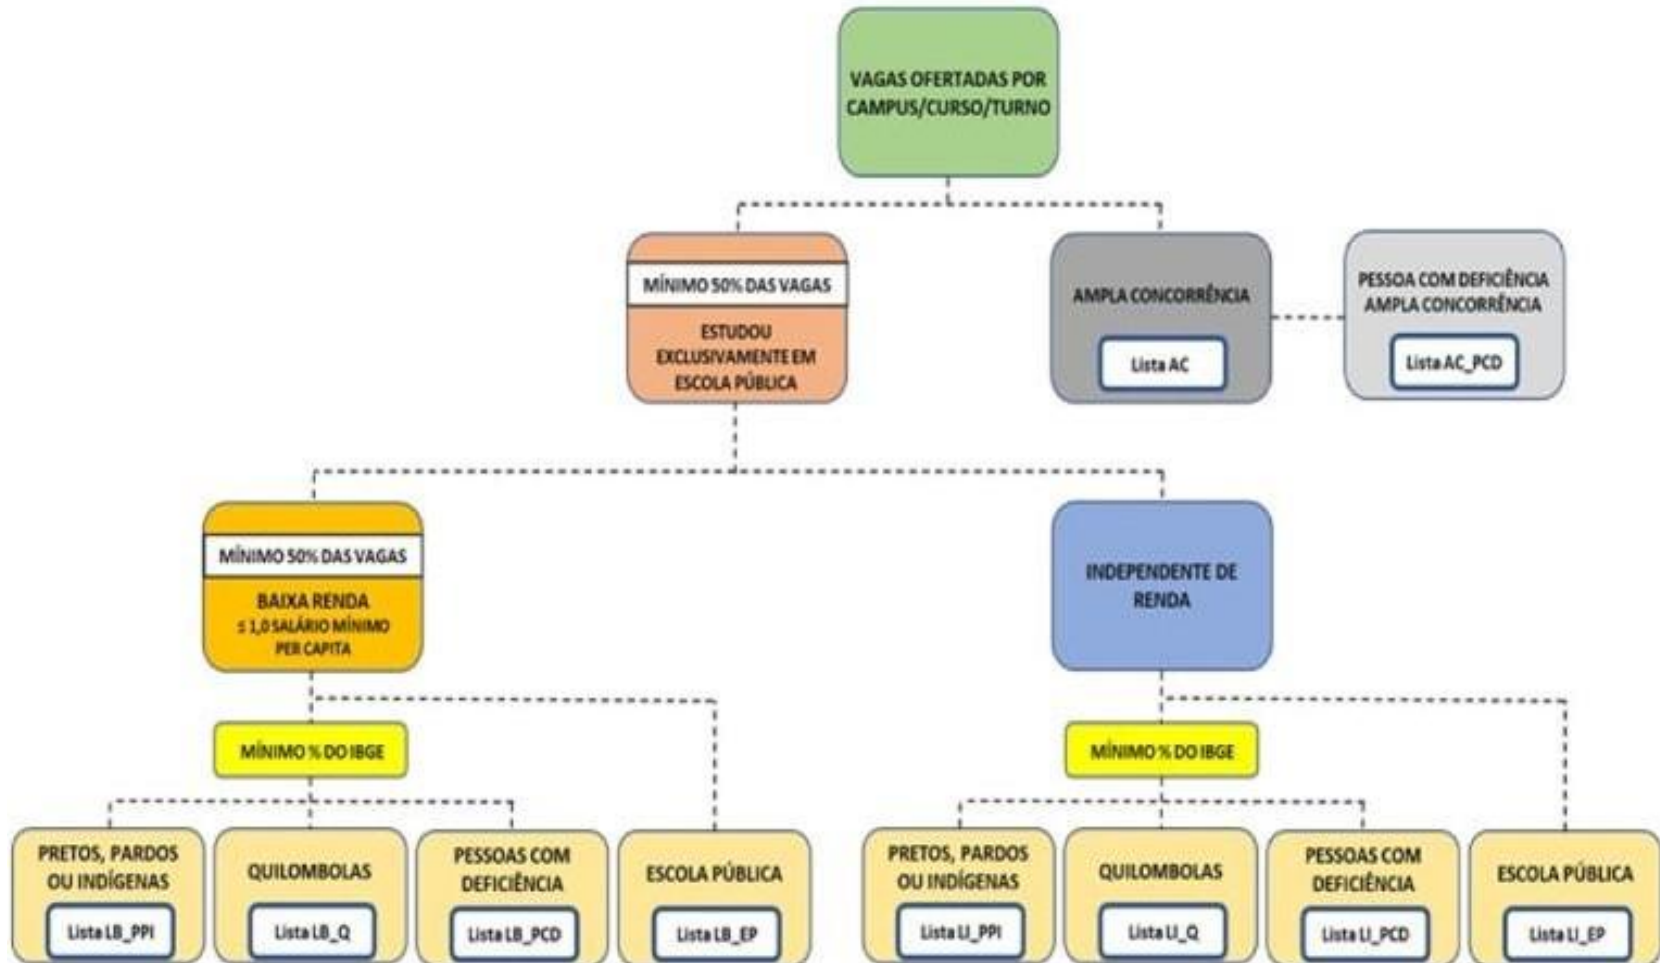 VAGAS OFERTADAS POR
CAMPUS/CURSO/TURNO
MÍNIMO 50% DAS VAGAS
ESTUDOU
EXCLUSIVAMENTE EM
ESCOLA PÚBLICA
AMPLA CONCORRÊNCIA
Lista AC
PESSOA COM DEFICIÊNCIA
AMPLA CONCORRÊNCIA
Lista AC_PCD
MÍNIMO 50% DAS VAGAS
BAIXA RENDA
≤ 1,0 SALÁRIO MÍNIMO
PER CAPITA
INDEPENDENTE DE
RENDA
MÍNIMO % DO IBGE
MÍNIMO % DO IBGE
PRETOS, PARDOS
OU INDÍGENAS
Lista LB_PPI
QUILOMBOLAS
Lista LB_Q
PESSOAS COM
DEFICIÊNCIA
Lista LB_PCD
ESCOLA PÚBLICA
Lista LB_EP
PRETOS, PARDOS
OU INDÍGENAS
Lista LI_PPI
QUILOMBOLAS
Lista LI_Q
PESSOAS COM
DEFICIÊNCIA
Lista LI_PCD
ESCOLA PÚBLICA
Lista LI_EP